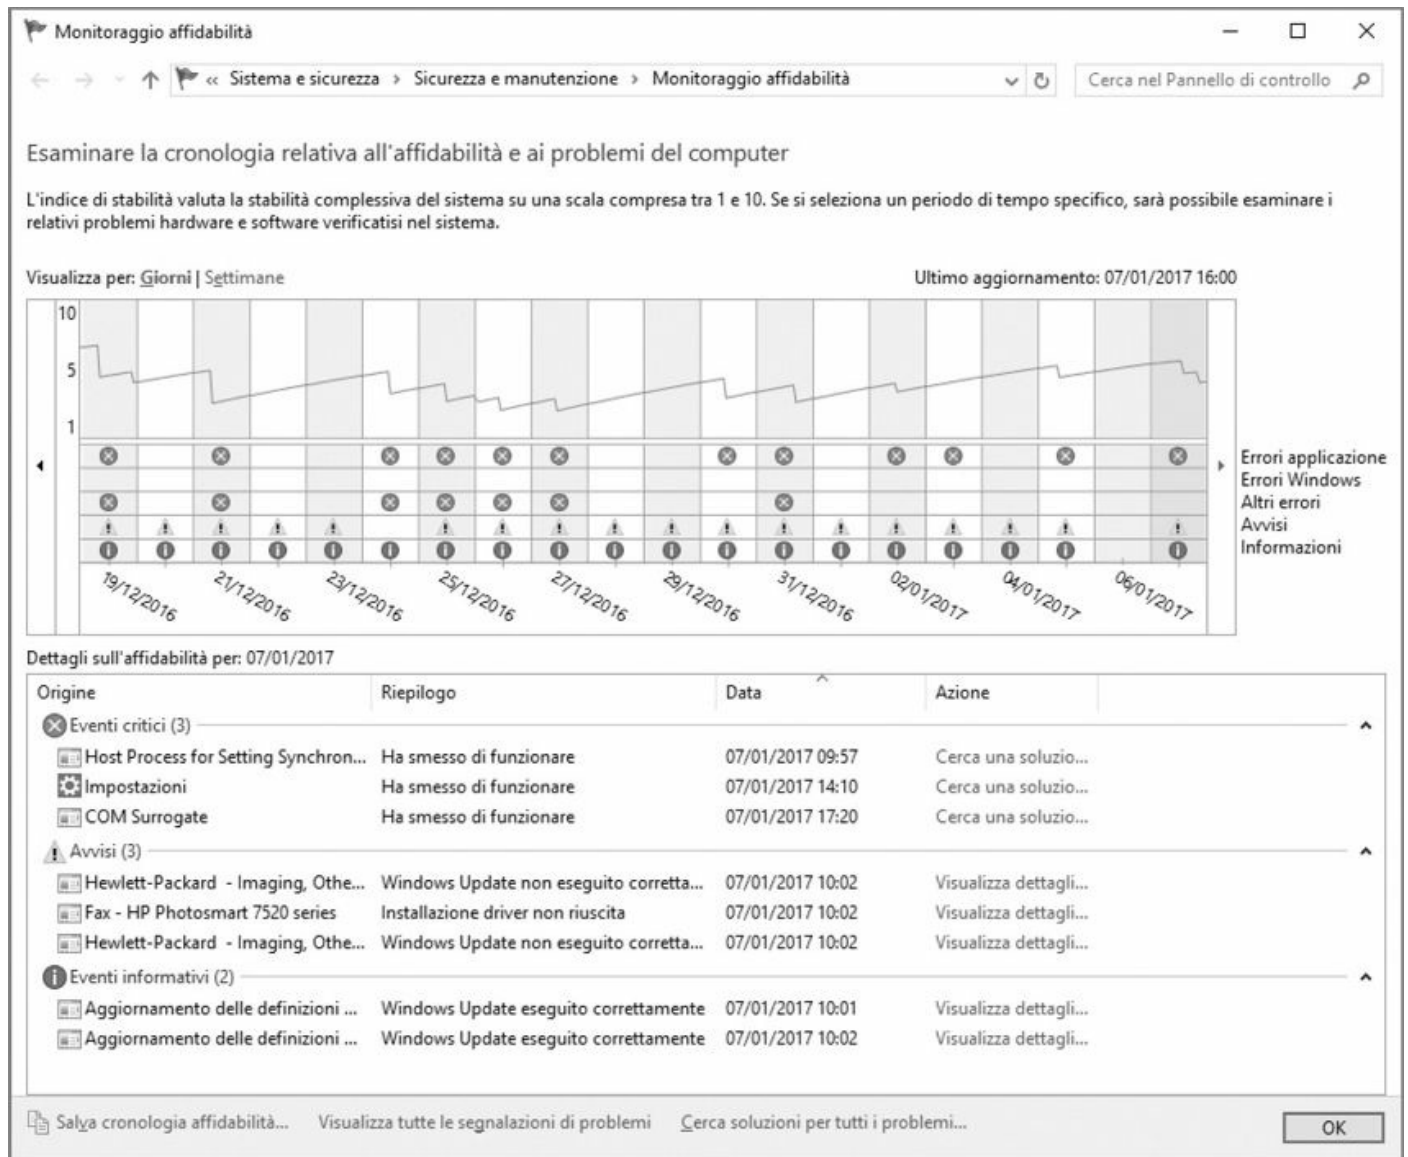 Monitoraggio affidabilità
« Sistema e sicurezza > Sicurezza e manutenzione > Monitoraggio affidabilità
Cerca nel Pannello di controllo
Esaminare la cronologia relativa all'affidabilità e ai problemi del computer
L'indice di stabilità valuta la stabilità complessiva del sistema su una scala compresa tra 1 e 10. Se si seleziona un periodo di tempo specifico, sarà possibile esaminare i
relativi problemi hardware e software verificatisi nel sistema.
Visualizza per: Giorni | Settimane
Ultimo aggiornamento: 07/01/2017 16:00
10
5
1
Errori applicazione
Errori Windows
Altri errori
Avvisi
Informazioni
19/12/2016
21/12/2016
23/12/2016
25/12/2016
27/12/2016
29/12/2016
31/12/2016
02/01/2017
04/01/2017
06/01/2017
Dettagli sull'affidabilità per: 07/01/2017
Origine Riepilogo Data Azione
Eventi critici (3)
Host Process for Setting Synchron... Ha smesso di funzionare 07/01/2017 09:57 Cerca una soluzio...
Impostazioni Ha smesso di funzionare 07/01/2017 14:10 Cerca una soluzio...
COM Surrogate Ha smesso di funzionare 07/01/2017 17:20 Cerca una soluzio...
Avvisi (3)
Hewlett-Packard - Imaging, Othe... Windows Update non eseguito corretta... 07/01/2017 10:02 Visualizza dettagli...
Fax - HP Photosmart 7520 series Installazione driver non riuscita 07/01/2017 10:02 Visualizza dettagli...
Hewlett-Packard - Imaging, Othe... Windows Update non eseguito corretta... 07/01/2017 10:02 Visualizza dettagli...
Eventi informativi (2)
Aggiornamento delle definizioni ... Windows Update eseguito correttamente 07/01/2017 10:01 Visualizza dettagli...
Aggiornamento delle definizioni ... Windows Update eseguito correttamente 07/01/2017 10:02 Visualizza dettagli...
Salva cronologia affidabilità... Visualizza tutte le segnalazioni di problemi Cerca soluzioni per tutti i problemi...
OK